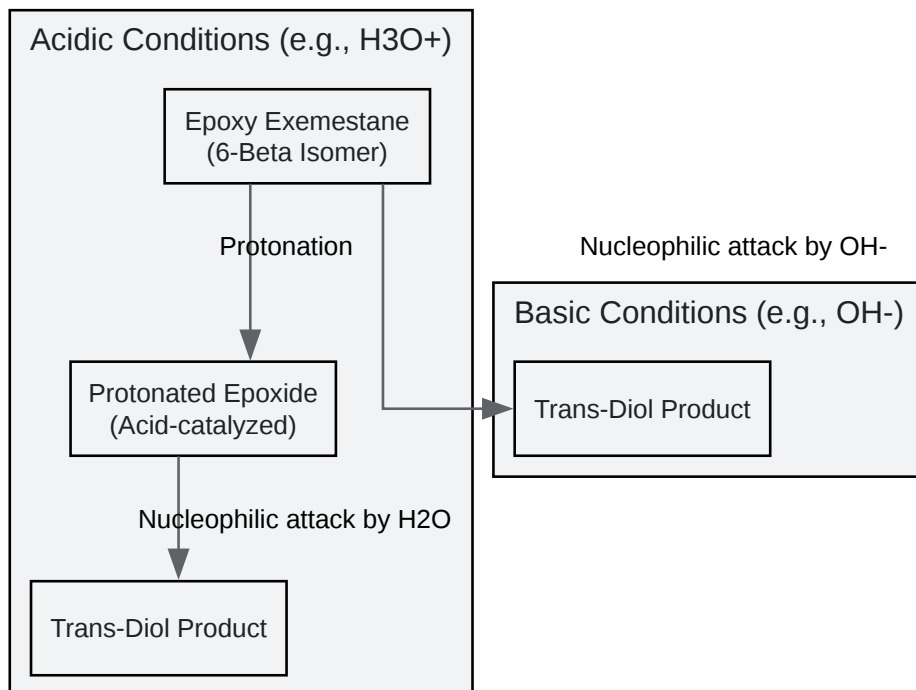 Acidic Conditions (e.g., H3O+)
Epoxy Exemestane
(6-Beta Isomer)
Protonation
Nucleophilic attack by OH-
Basic Conditions (e.g., OH-)
Protonated Epoxide
(Acid-catalyzed)
Trans-Diol Product
Nucleophilic attack by H2O
Trans-Diol Product